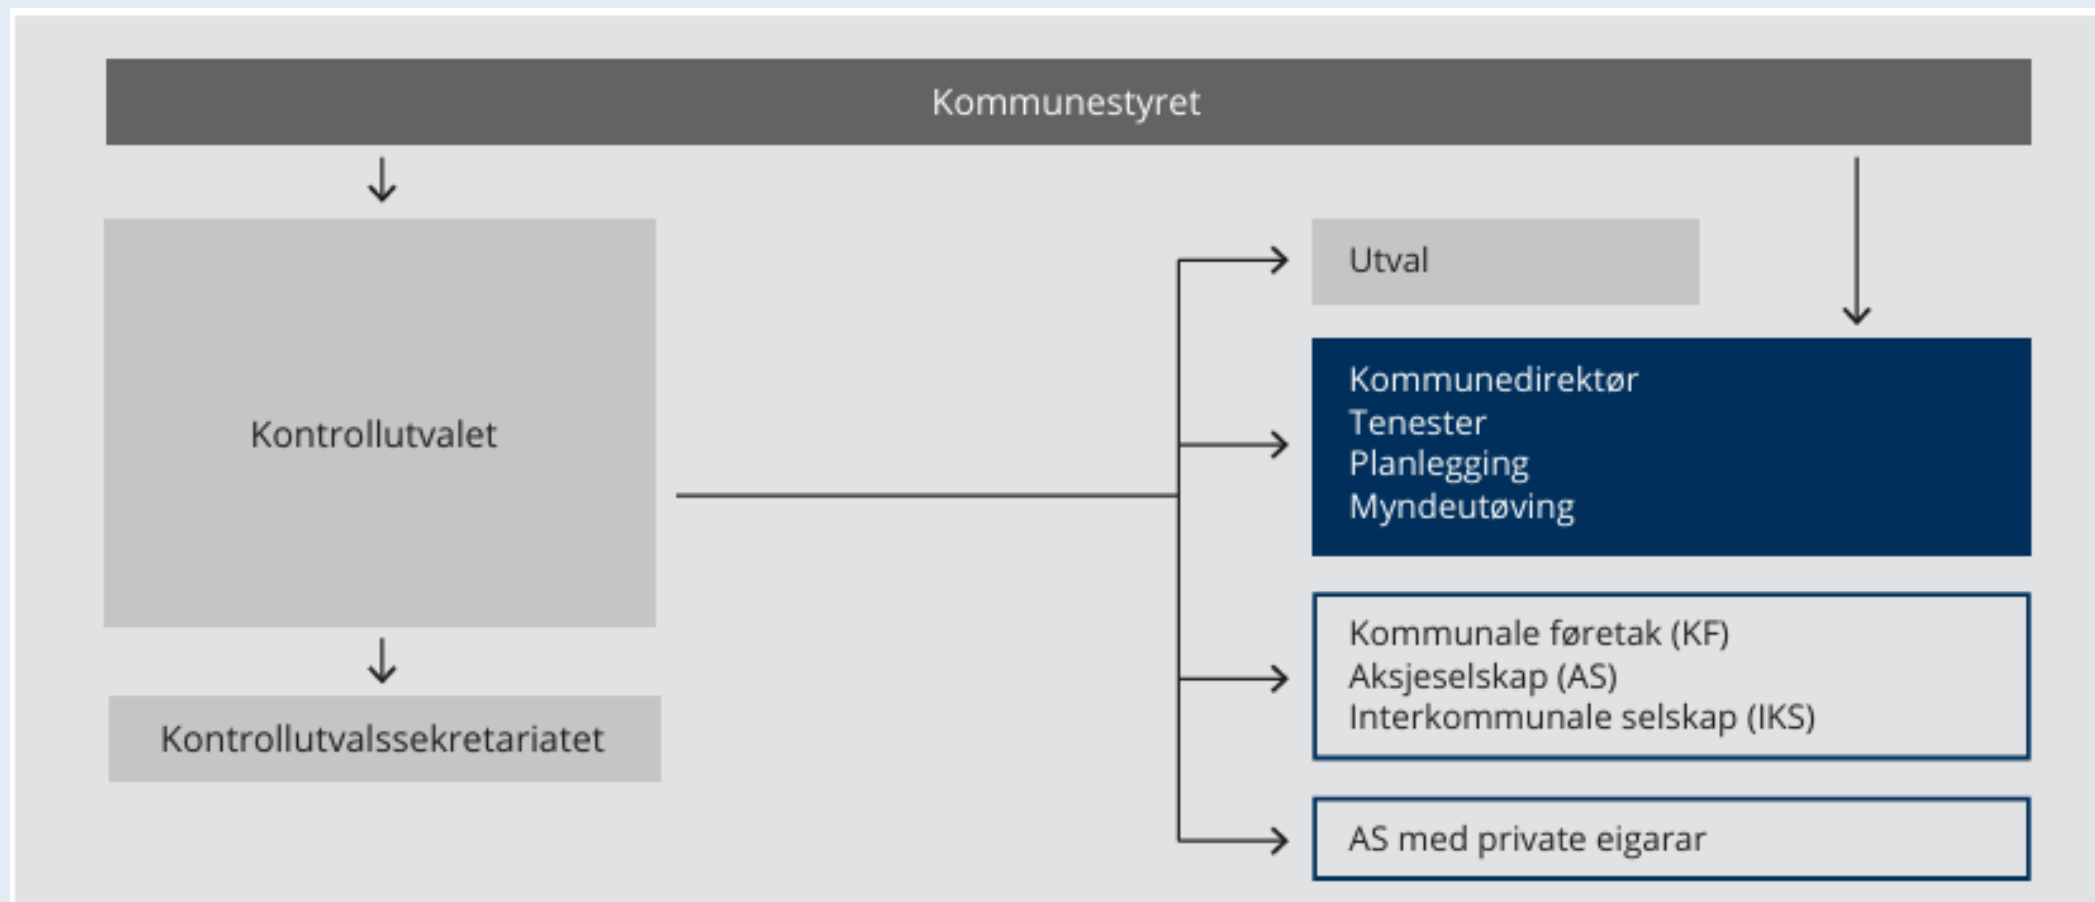 Kommunestyret
Kontrollutvalet
Kontrollutvalssekretariatet
Utval
Kommunedirektør
Tenester
Planlegging
Myndeutøving
Kommunale føretak (KF)
Aksjeselskap (AS)
Interkommunale selskap (IKS)
AS med private eigarar